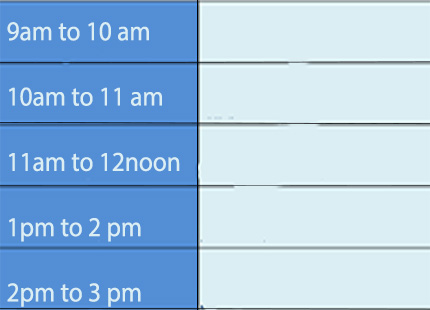 9am to 10 am
10am to 11 am
11am to 12noon
1pm to 2 pm
2pm to 3 pm